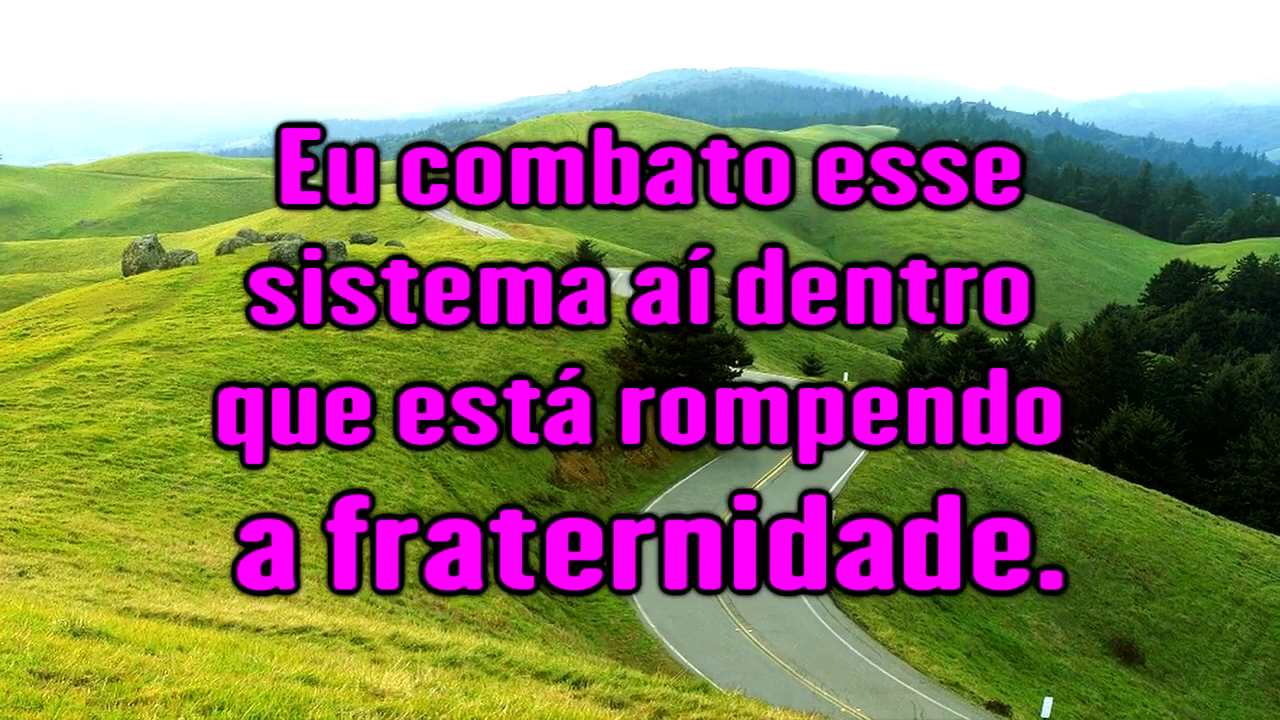 Eu combato esse
sistema aí dentro
que está rompendo
a fraternidade.